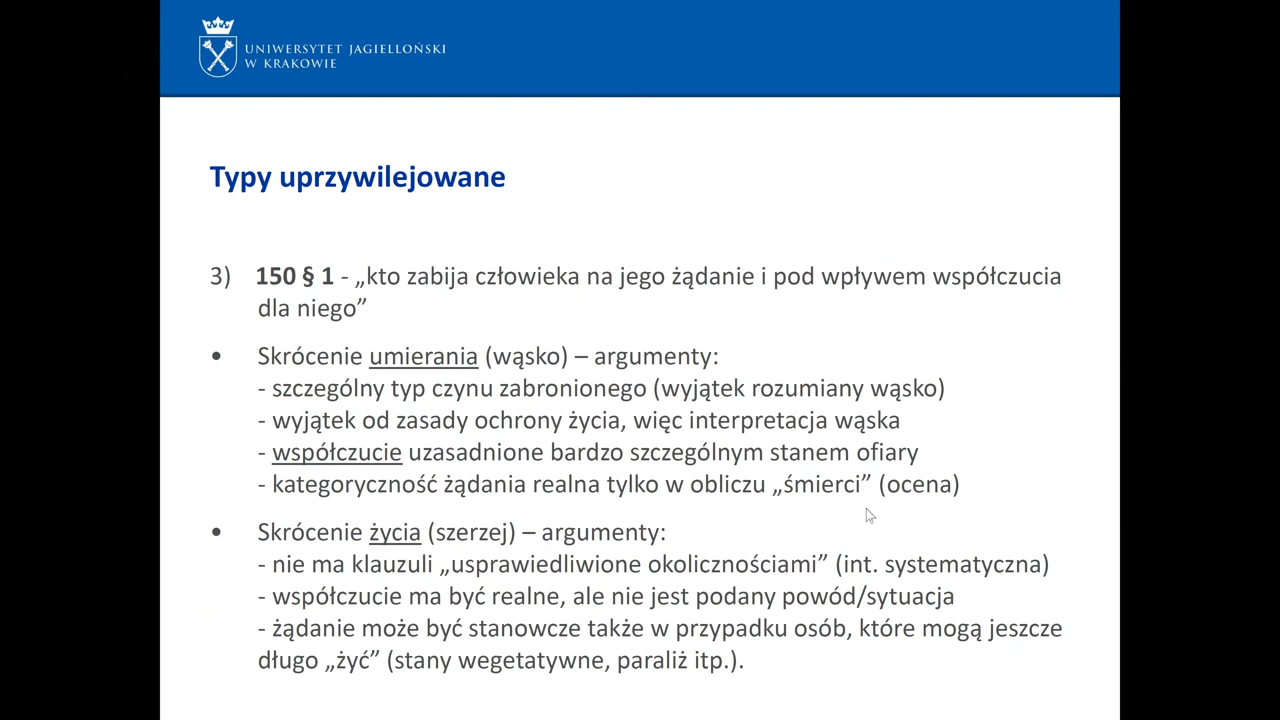 UNIWERSYTET JAGIELLOŃSKI
W KRAKOWIE
Typy uprzywilejowane
3) 150 § 1 - „kto zabija człowieka na jego żądanie i pod wpływem współczucia
dla niego”
• Skrócenie umierania (wąsko) – argumenty:
- szczególny typ czynu zabronionego (wyjątek rozumiany wąsko)
- wyjątek od zasady ochrony życia, więc interpretacja wąska
- współczucie uzasadnione bardzo szczególnym stanem ofiary
- kategoryczność żądania realna tylko w obliczu „śmierci” (ocena)
• Skrócenie życia (szerzej) – argumenty:
- nie ma klauzuli „usprawiedliwione okolicznościami” (int. systematyczna)
- współczucie ma być realne, ale nie jest podany powód/sytuacja
- żądanie może być stanowcze także w przypadku osób, które mogą jeszcze
długo „żyć” (stany wegetatywne, paraliż itp.).